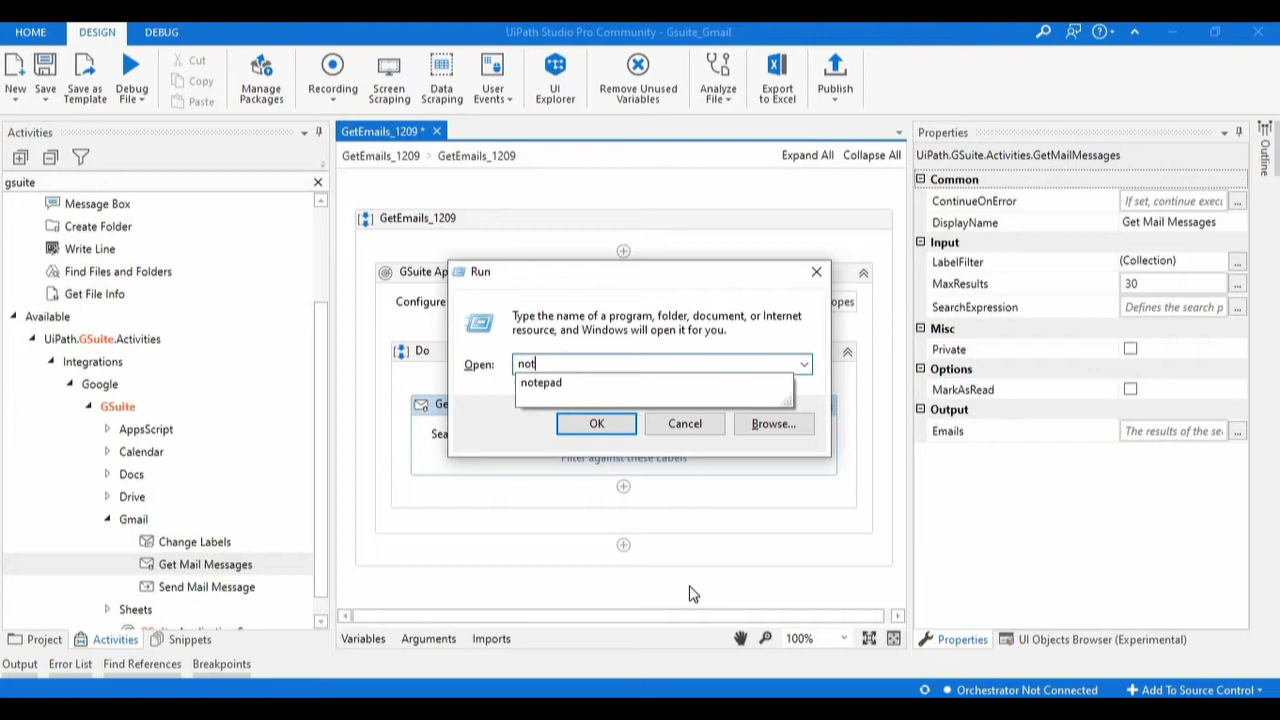 HOME DESIGN DEBUG UiPath Studio Pro Community - Gsuite_Gmail
New Save Save as Template Debug File Cut Copy Paste Manage Packages Recording Screen Scraping Data Scraping User Events UI Explorer Remove Unused Variables Analyze File Export to Excel Publish
Activities
gsuite
Message Box
Create Folder
Write Line
Find Files and Folders
Get File Info
Available
UiPath.GSuite.Activities
Integrations
Google
GSuite
AppsScript
Calendar
Docs
Drive
Gmail
Change Labels
Get Mail Messages
Send Mail Message
Sheets
Project Activities Snippets
GetEmails_1209 *
GetEmails_1209 > GetEmails_1209 Expand All Collapse All
GetEmails_1209
GSuite Ap
Configure opes
Do
Ge
Sea
Filter against these Labels
Run
Type the name of a program, folder, document, or Internet
resource, and Windows will open it for you.
Open: not
notepad
OK Cancel Browse...
Variables Arguments Imports 100%
Properties
UiPath.GSuite.Activities.GetMailMessages
Common
ContinueOnError If set, continue exec ...
DisplayName Get Mail Messages
Input
LabelFilter (Collection) ...
MaxResults 30 ...
SearchExpression Defines the search p ...
Misc
Private
Options
MarkAsRead
Output
Emails The results of the se ...
Properties UI Objects Browser (Experimental)
Outline
Output Error List Find References Breakpoints
Orchestrator Not Connected Add To Source Control